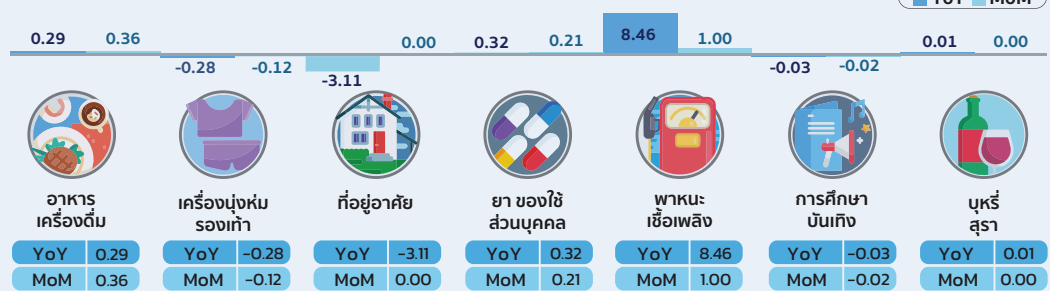 YoY MoM
0.29 0.36 -0.28 -0.12 -3.11 0.00 0.32 0.21 8.46 1.00 -0.03 -0.02 0.01 0.00
อาหาร
เครื่องดื่ม
เครื่องนุ่งห่ม
รองเท้า
ที่อยู่อาศัย
ยา ของใช้
ส่วนบุคคล
พาหนะ
เชื้อเพลิง
การศึกษา
บันเทิง
บุหรี่
สุรา
YoY 0.29 YoY -0.28 YoY -3.11 YoY 0.32 YoY 8.46 YoY -0.03 YoY 0.01
MoM 0.36 MoM -0.12 MoM 0.00 MoM 0.21 MoM 1.00 MoM -0.02 MoM 0.00